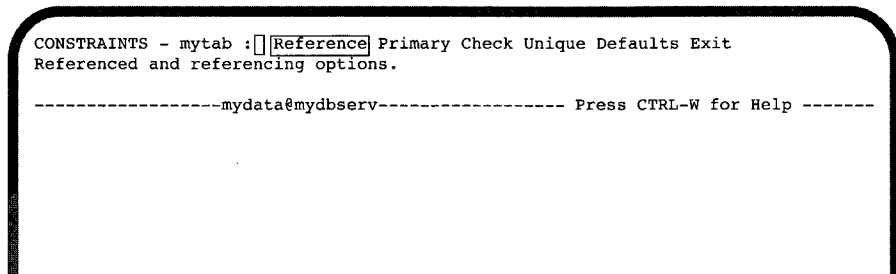 CONSTRAINTS - mytab : Reference Primary Check Unique Defaults Exit
Referenced and referencing options.
------------------mydata@mydbserv------------------ Press CTRL-W for Help -------